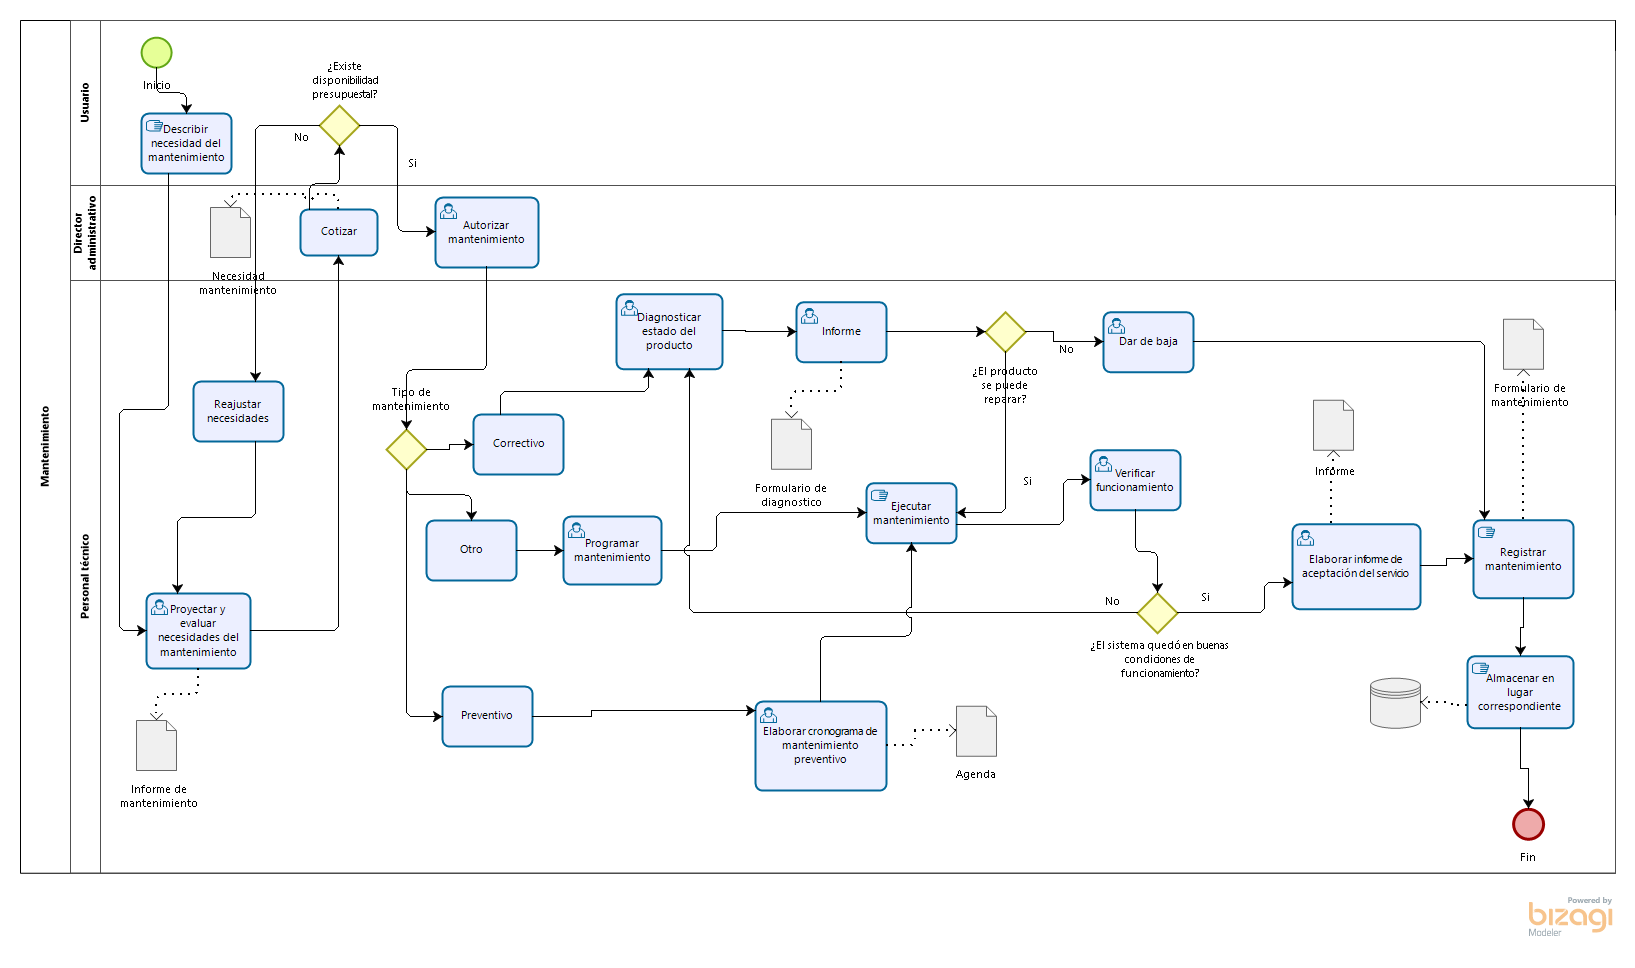 Mantenimiento
Usuario
Director
administrativo
Personal técnico
Inicio
Describir
necesidad del
mantenimiento
¿Existe
disponibilidad
presupuestal?
No
Si
Necesidad
mantenimiento
Cotizar
Autorizar
mantenimiento
Reajustar
necesidades
Proyectar y
evaluar
necesidades del
mantenimiento
Informe de
mantenimiento
Tipo de
mantenimiento
Correctivo
Otro
Preventivo
Diagnosticar
estado del
producto
Informe
Formulario de
diagnostico
¿El producto
se puede
reparar?
No
Si
Dar de baja
Programar
mantenimiento
Ejecutar
mantenimiento
Verificar
funcionamiento
No
Si
¿El sistema quedó en buenas
condiciones de
funcionamiento?
Elaborar cronograma de
mantenimiento
preventivo
Agenda
Informe
Elaborar informe de
aceptación del servicio
Formulario de
mantenimiento
Registrar
mantenimiento
Almacenar en
lugar
correspondiente
Fin
Powered by
bizagi
Modeler